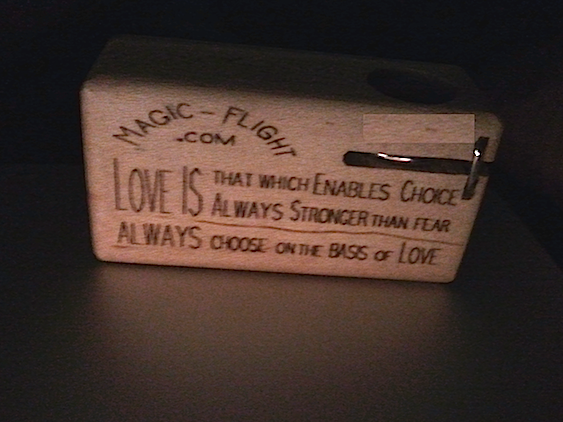 MAGIC-FLIGHT
.COM
LOVE IS THAT WHICH ENABLES CHOICE
ALWAYS STRONGER THAN FEAR
ALWAYS CHOOSE ON THE BASIS OF LOVE